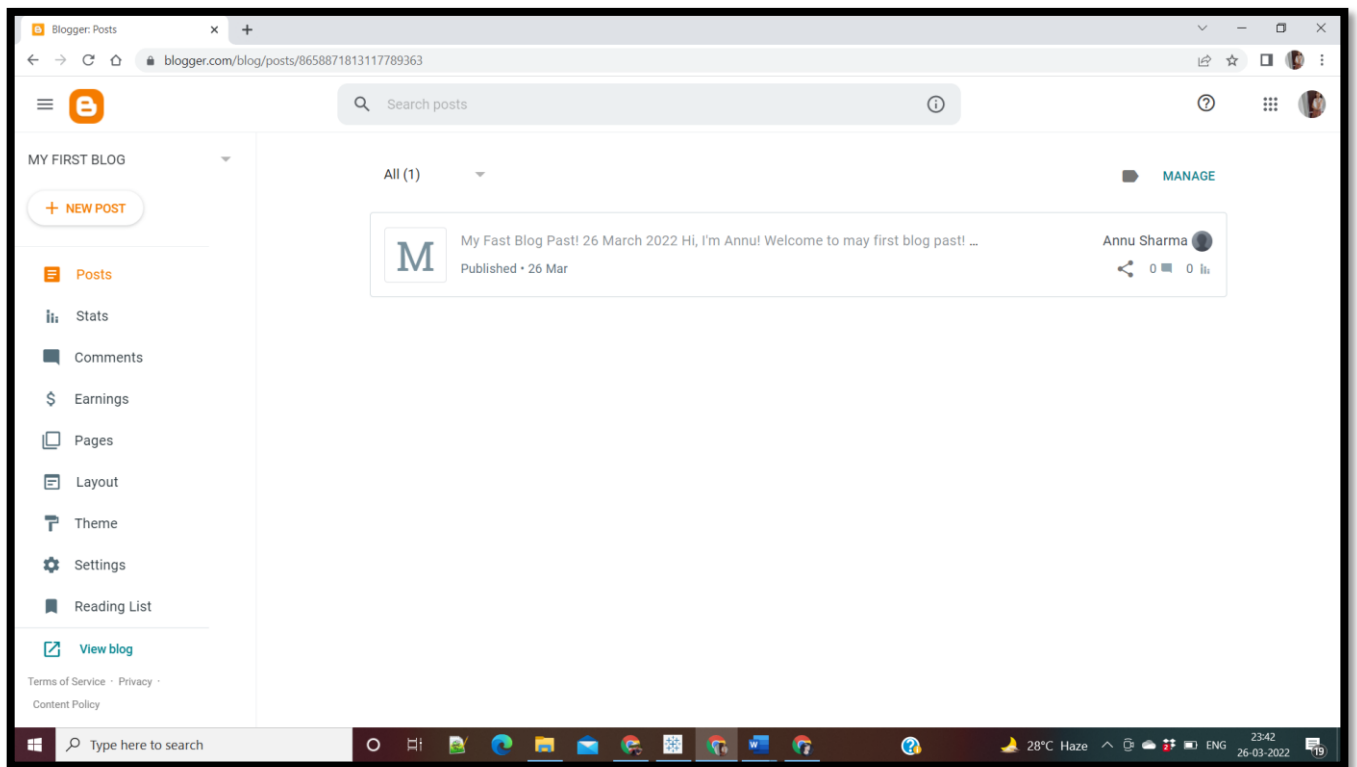 Blogger: Posts
blogger.com/blog/posts/8658871813117789363
Search posts
MY FIRST BLOG
All (1)
MANAGE
+ NEW POST
My Fast Blog Past! 26 March 2022 Hi, I'm Annu! Welcome to may first blog past! ...
Annu Sharma
M
Published • 26 Mar
0 0
Posts
Stats
Comments
Earnings
Pages
Layout
Theme
Settings
Reading List
View blog
Terms of Service · Privacy ·
Content Policy
Type here to search
28°C Haze
ENG
23:42
26-03-2022
19